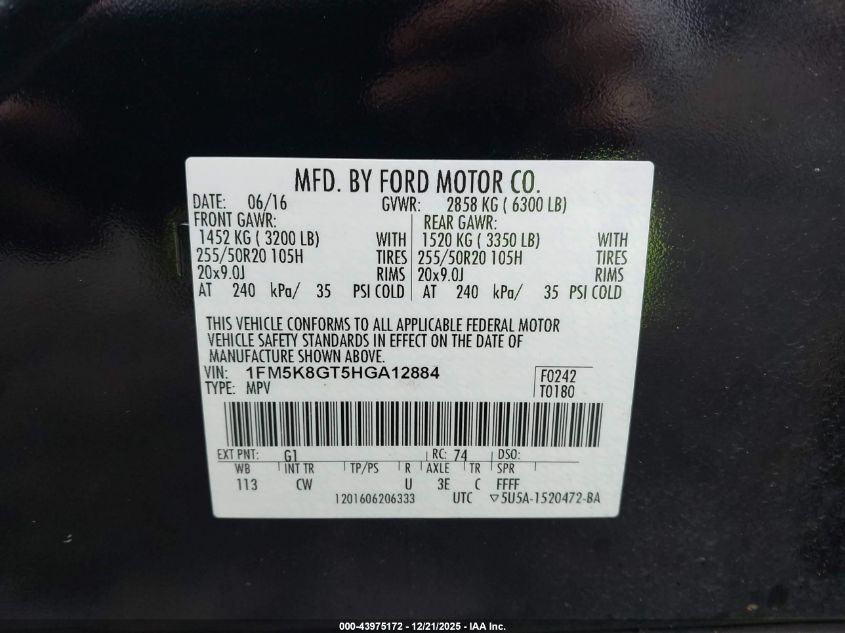 MFD. BY FORD MOTOR CO.
DATE: 06/16 GVWR: 2858 KG ( 6300 LB)
FRONT GAWR: REAR GAWR:
1452 KG ( 3200 LB) WITH 1520 KG ( 3350 LB) WITH
255/50R20 105H TIRES 255/50R20 105H TIRES
20x9.0J RIMS 20x9.0J RIMS
AT 240 kPa/ 35 PSI COLD AT 240 kPa/ 35 PSI COLD
THIS VEHICLE CONFORMS TO ALL APPLICABLE FEDERAL MOTOR
VEHICLE SAFETY STANDARDS IN EFFECT ON THE DATE OF
MANUFACTURE SHOWN ABOVE.
VIN: 1FM5K8GT5HGA12884 F0242
TYPE: MPV T0180
EXT PNT: G1 RC: 74 DSO:
WB INT TR TP/PS R AXLE TR SPR
113 CW U 3E C FFFF
1201606206333 UTC ▽5U5A-1520472-BA
000-43975172 - 12/21/2025 - IAA Inc.